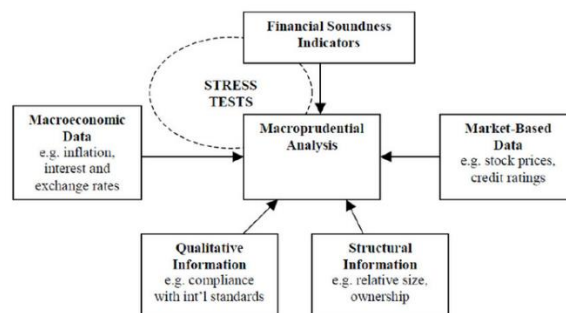 Financial Soundness
Indicators
STRESS
TESTS
Macroeconomic
Data
e.g. inflation,
interest and
exchange rates
Macroprudential
Analysis
Market-Based
Data
e.g. stock prices,
credit ratings
Qualitative
Information
e.g. compliance
with int'l standards
Structural
Information
e.g. relative size,
ownership